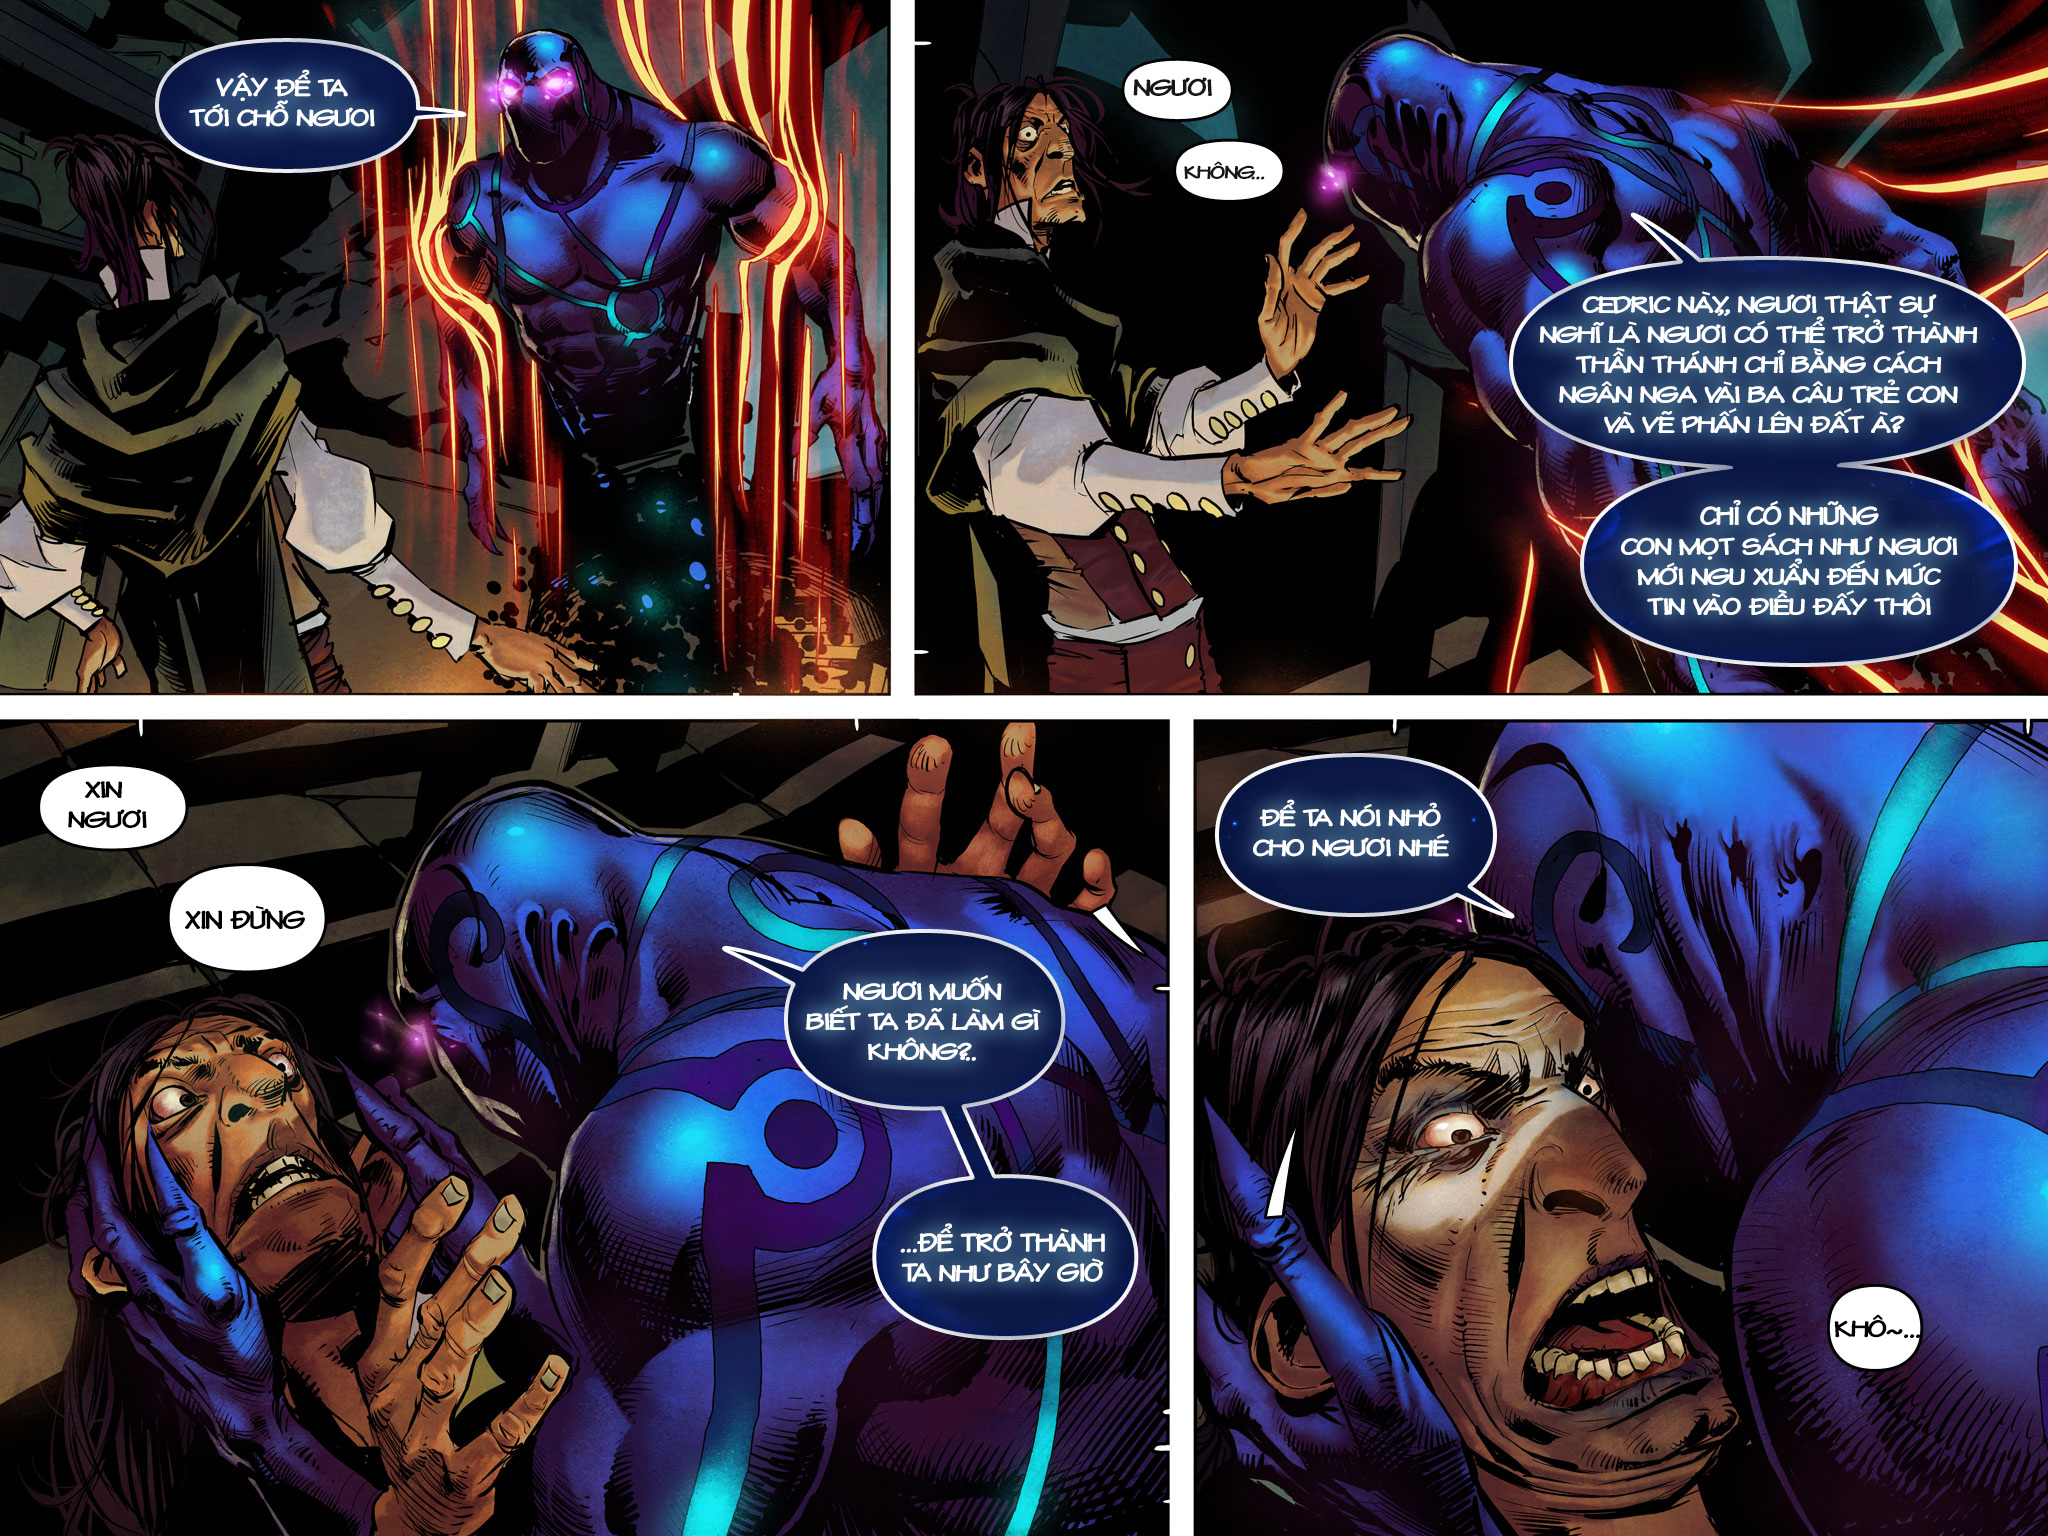 VẬY ĐỂ TA
TỚI CHỖ NGƯƠI
NGƯƠI
KHÔNG...
CEDRIC NÀY,, NGƯƠI THẬT SỰ
NGHĨ LÀ NGƯƠI CÓ THỂ TRỞ THÀNH
THẦN THÁNH CHỈ BẰNG CÁCH
NGÂN NGA VÀI BA CÂU TRẺ CON
VÀ VẼ PHẤN LÊN ĐẤT À?
CHỈ CÓ NHỮNG
CON MỌT SÁCH NHƯ NGƯƠI
MỚI NGU XUẨN ĐẾN MỨC
TIN VÀO ĐIỀU ĐẤY THÔI
XIN
NGƯƠI
XIN ĐỪNG
NGƯƠI MUỐN
BIẾT TA ĐÃ LÀM GÌ
KHÔNG?..
...ĐỂ TRỞ THÀNH
TA NHƯ BÂY GIỜ
ĐỂ TA NÓI NHỎ
CHO NGƯƠI NHÉ
KHÔ~...